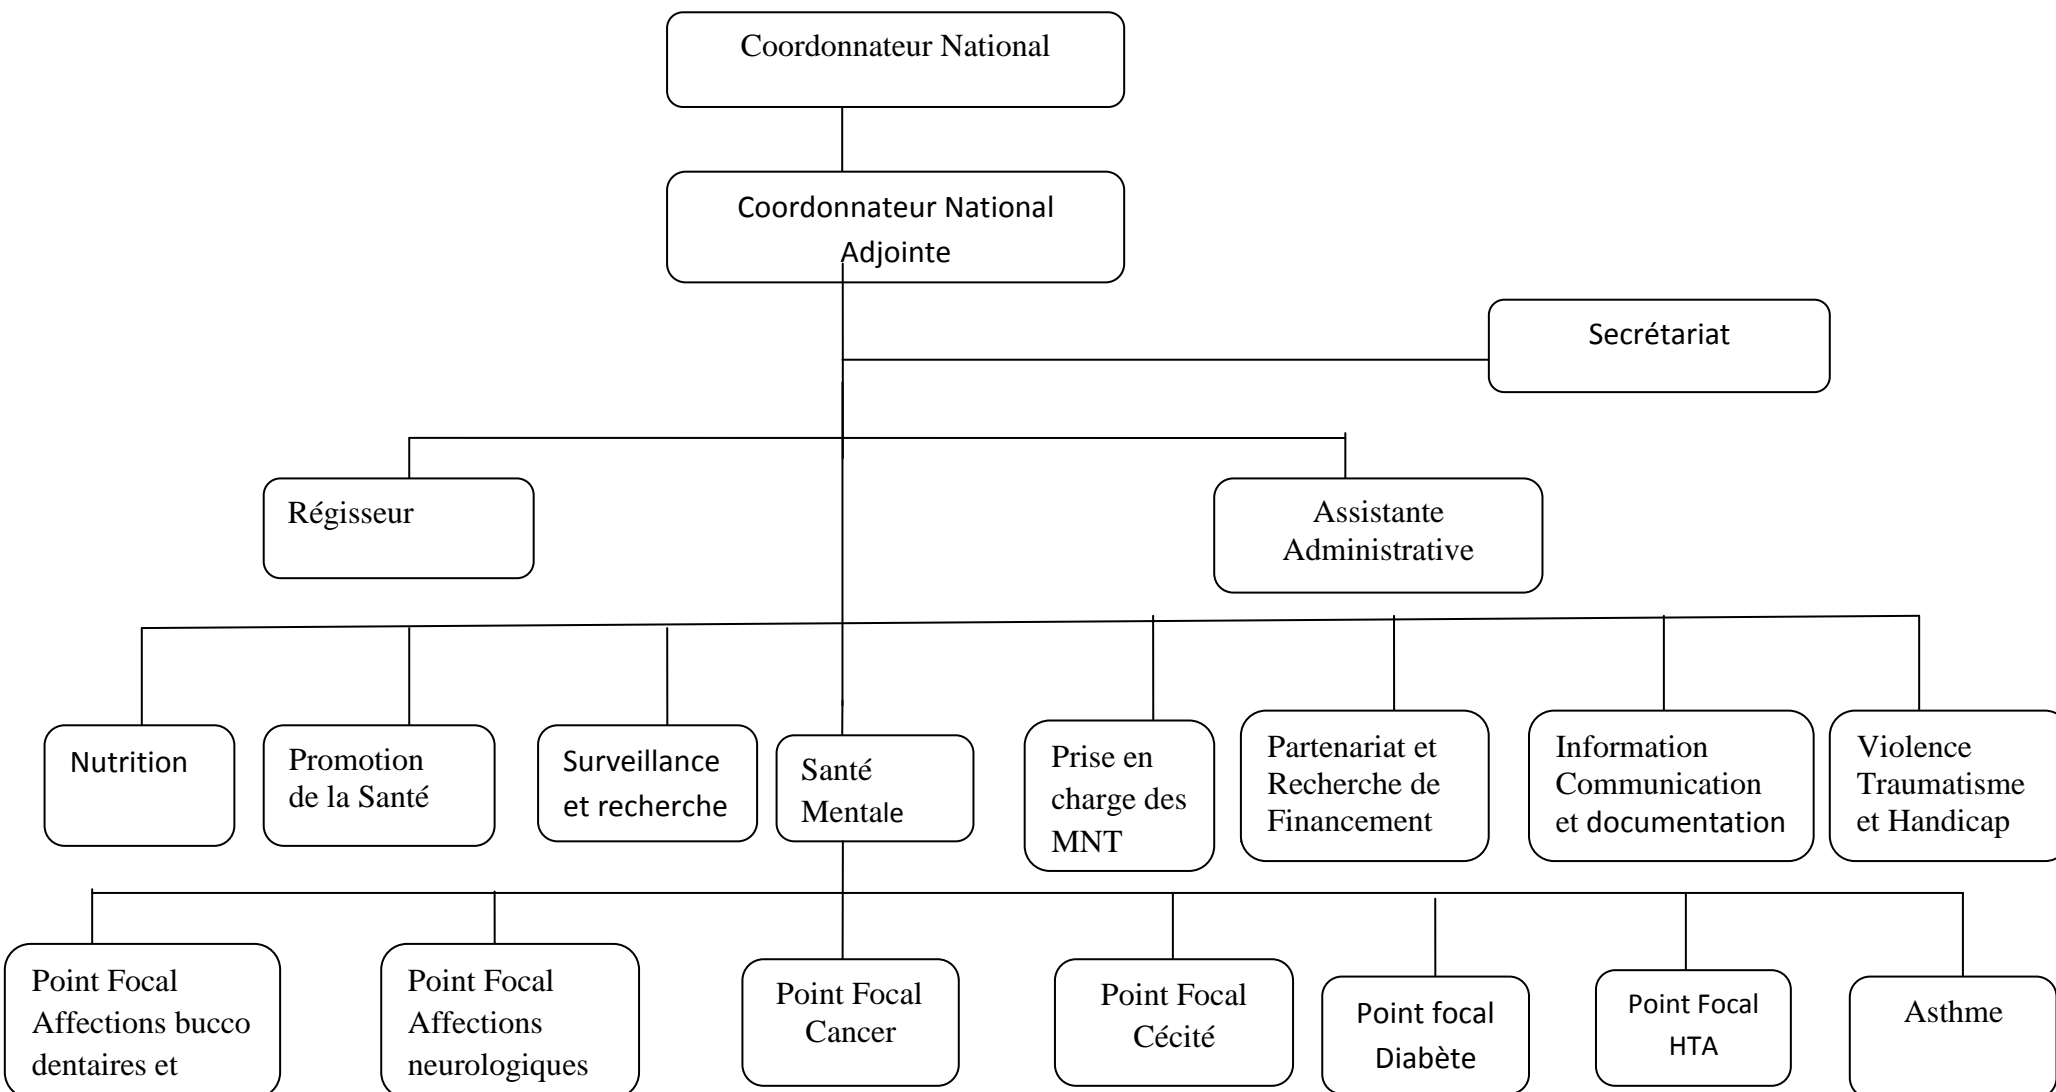 Coordonnateur National
Coordonnateur National
Adjointe
Secrétariat
Régisseur
Assistante
Administrative
Nutrition
Promotion
de la Santé
Surveillance
et recherche
Santé
Mentale
Prise en
charge des
MNT
Partenariat et
Recherche de
Financement
Information
Communication
et documentation
Violence
Traumatisme
et Handicap
Point Focal
Affections bucco
dentaires et
Point Focal
Affections
neurologiques
Point Focal
Cancer
Point Focal
Cécité
Point focal
Diabète
Point Focal
HTA
Asthme